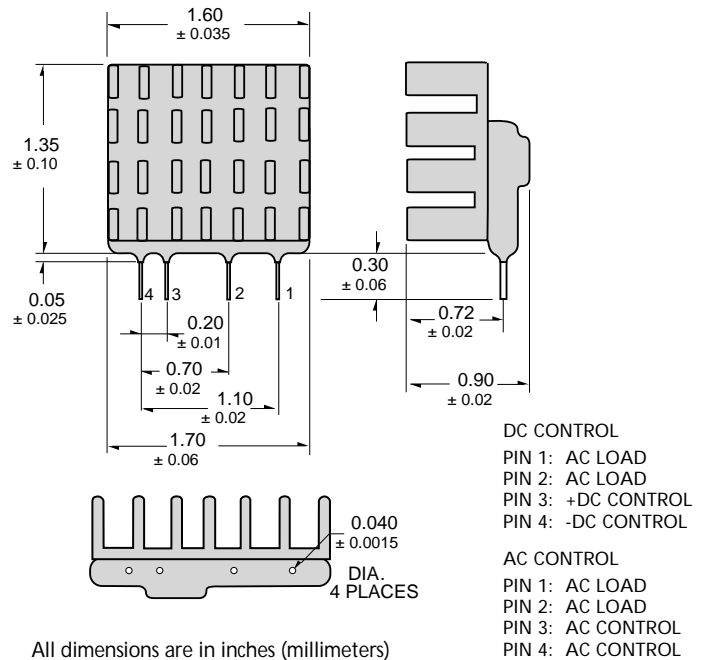 1.60
± 0.035
1.35
± 0.10
0.05
± 0.025
4 3 2 1
0.20
± 0.01
0.70
± 0.02
1.10
± 0.02
1.70
± 0.06
0.30
± 0.06
0.72
± 0.02
0.90
± 0.02
0.040
± 0.0015
DIA.
4 PLACES
DC CONTROL
PIN 1: AC LOAD
PIN 2: AC LOAD
PIN 3: +DC CONTROL
PIN 4: -DC CONTROL
AC CONTROL
PIN 1: AC LOAD
PIN 2: AC LOAD
PIN 3: AC CONTROL
PIN 4: AC CONTROL
All dimensions are in inches (millimeters)